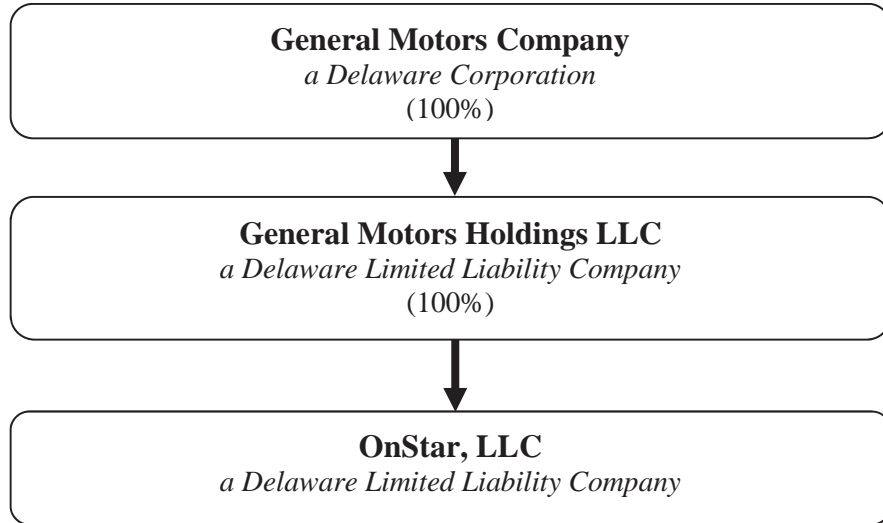 General Motors Company
a Delaware Corporation
(100%)
General Motors Holdings LLC
a Delaware Limited Liability Company
(100%)
OnStar, LLC
a Delaware Limited Liability Company